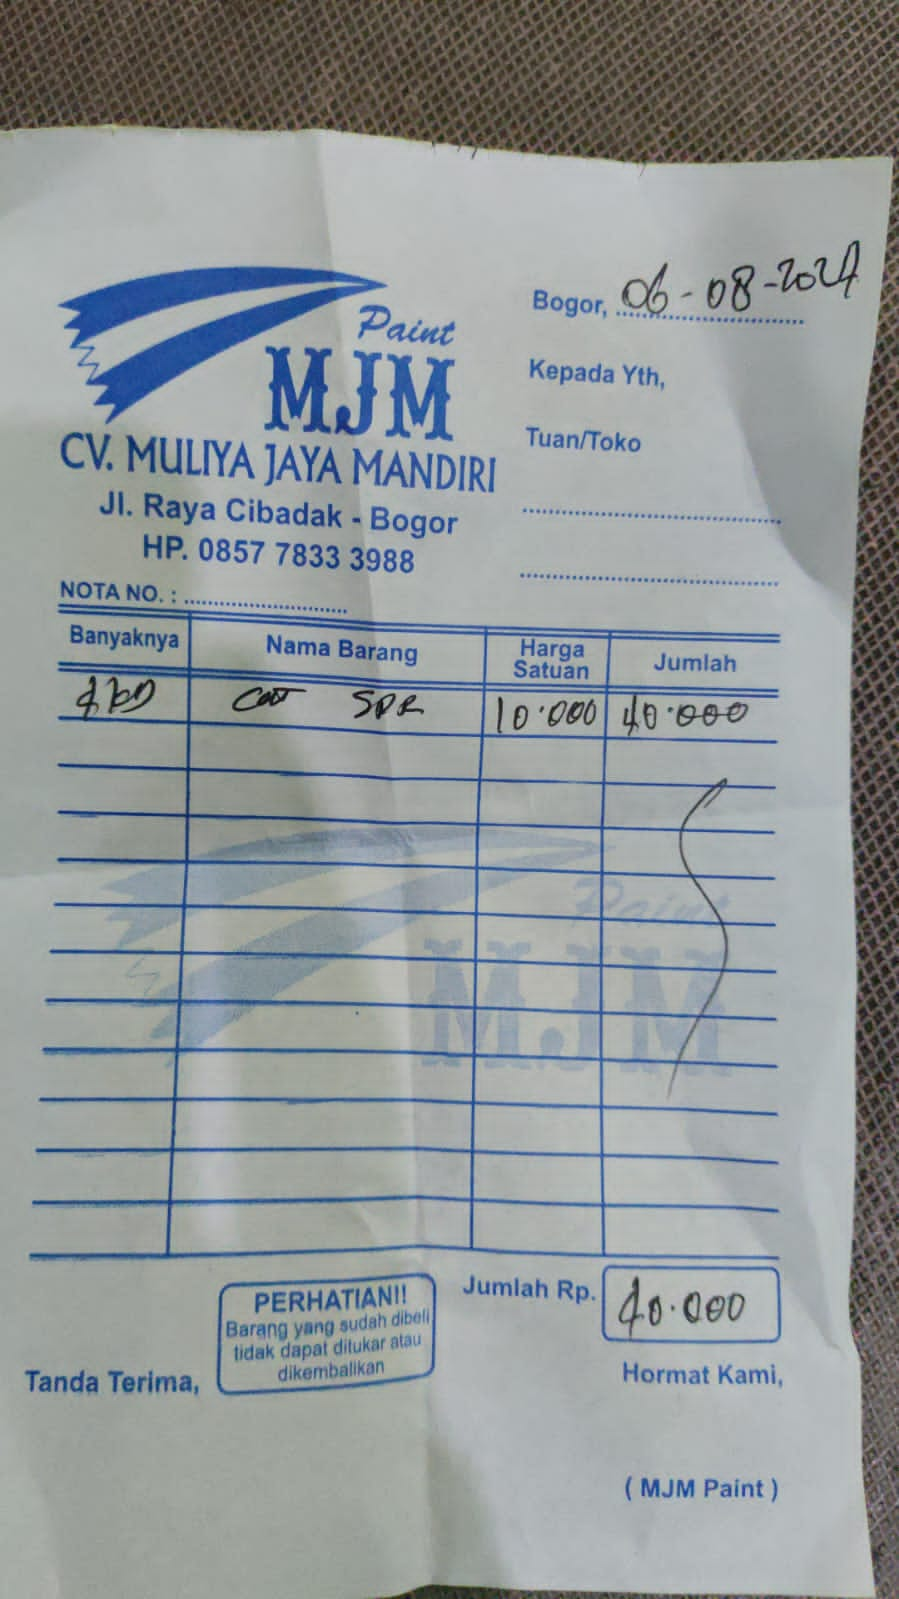 Paint
MJM
CV. MULIYA JAYA MANDIRI
Jl. Raya Cibadak - Bogor
HP. 0857 7833 3988
Bogor, 06-08-2024
Kepada Yth,
Tuan/Toko
NOTA NO. :
Banyaknya Nama Barang Harga Satuan Jumlah
Cat SPR 10.000 40.000
Paint
MJM
Jumlah Rp. 40.000
PERHATIAN!!
Barang yang sudah dibeli
tidak dapat ditukar atau
dikembalikan
Tanda Terima,
Hormat Kami,
( MJM Paint )